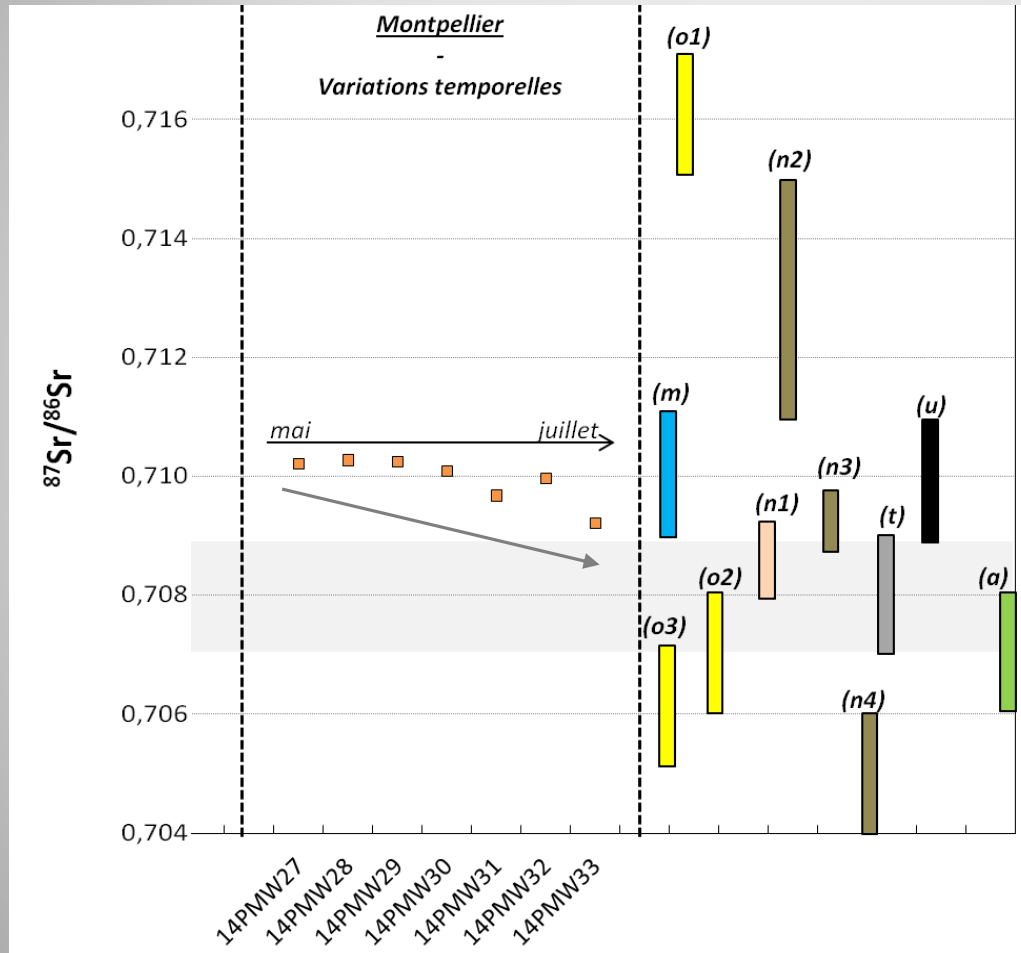 Montpellier
-
Variations temporelles
87Sr/86Sr
0,716
0,714
0,712
0,710
0,708
0,706
0,704
mai
juillet
(o1)
(n2)
(m)
(u)
(n3)
(n1)
(t)
(o2)
(a)
(o3)
(n4)
14PMW27
14PMW28
14PMW29
14PMW30
14PMW31
14PMW32
14PMW33